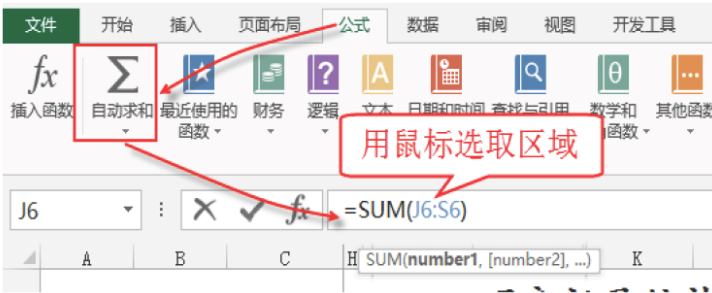 文件 开始 插入 页面布局 公式 数据 审阅 视图 开发工具
fx Σ ? A θ
插入函数 自动求和 最近使用的 财务 逻辑 文本 日期和时间 查找与引用 数学和 其他函数
函数
用鼠标选取区域
J6 fx =SUM(J6:S6)
SUM(number1, [number2], ...)
A B C H K